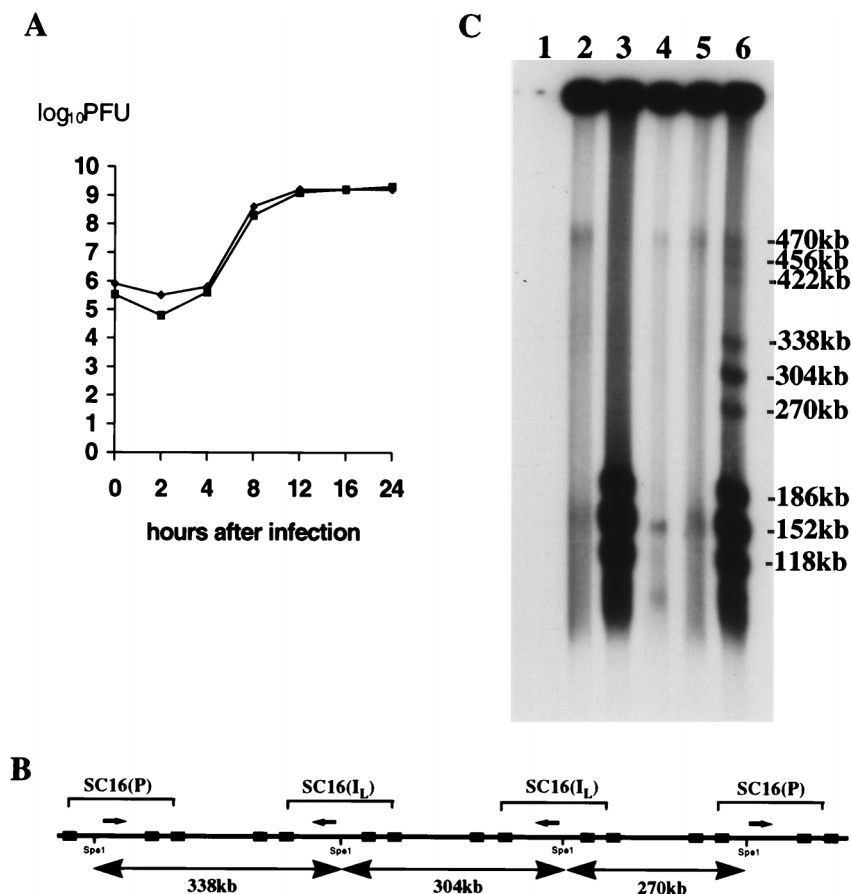 A
log₁₀PFU
10
9
8
7
6
5
4
3
2
1
0
0 2 4 8 12 16 24
hours after infection
C
1 2 3 4 5 6
-470kb
-456kb
-422kb
-338kb
-304kb
-270kb
-186kb
-152kb
-118kb
B
SC16(P) SC16(I_L) SC16(I_L) SC16(P)
Spe1 Spe1 Spe1 Spe1
338kb 304kb 270kb